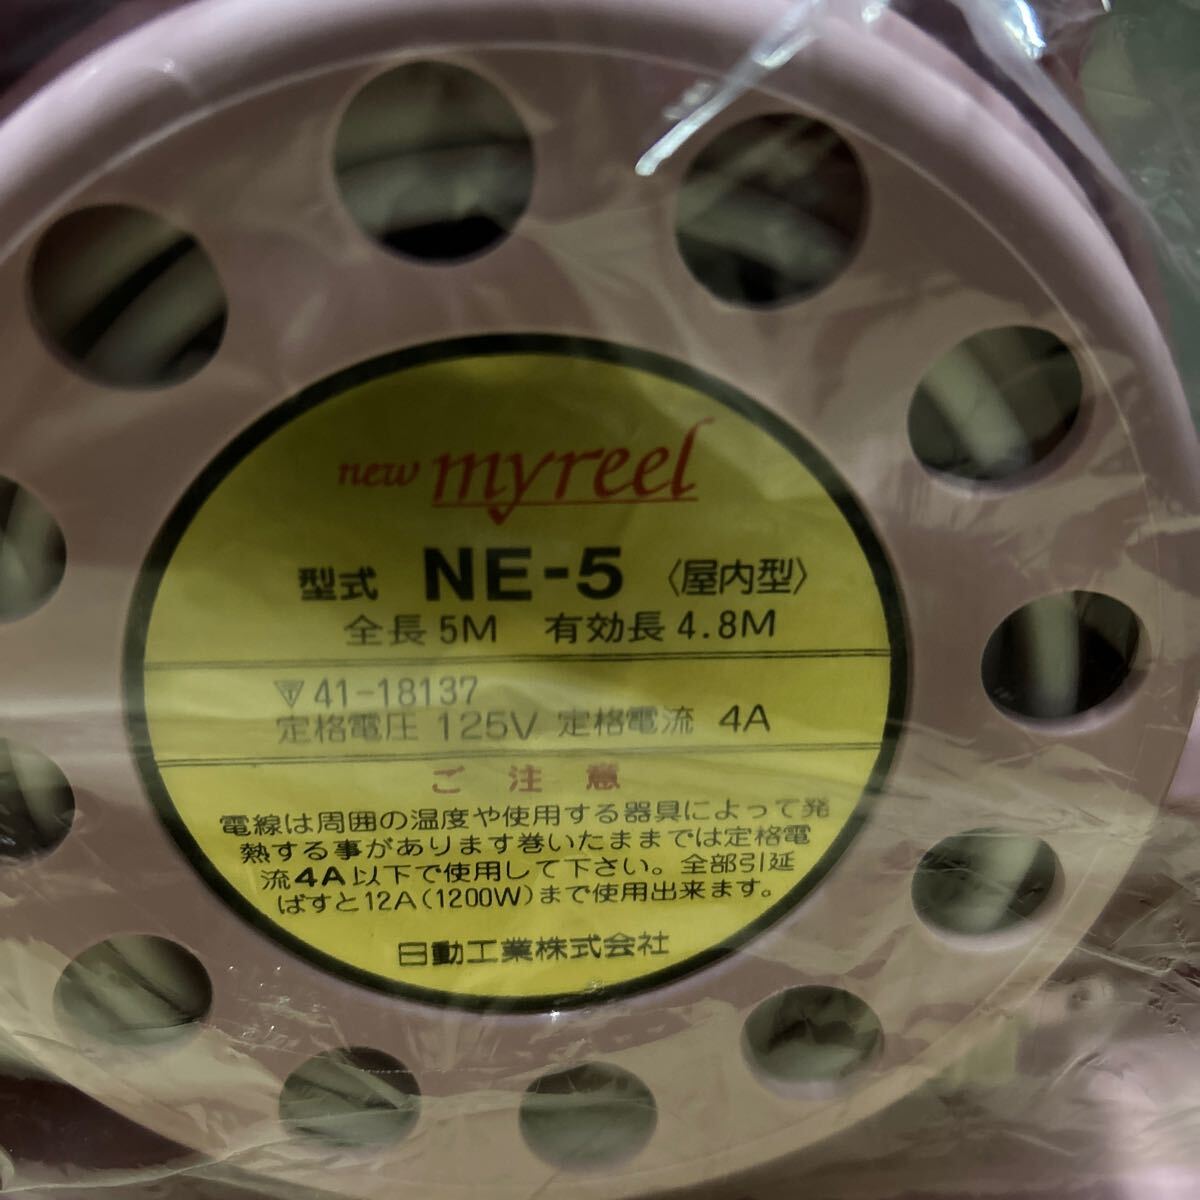 new myreel
型式 NE-5 〈屋内型〉
全長 5M 有効長 4.8M
41-18137
定格電圧 125V 定格電流 4A
ご注意
電線は周囲の温度や使用する器具によって発
熱する事があります巻いたままでは定格電
流4A以下で使用して下さい。全部引延
ばすと12A(1200W)まで使用出来ます。
日動工業株式会社